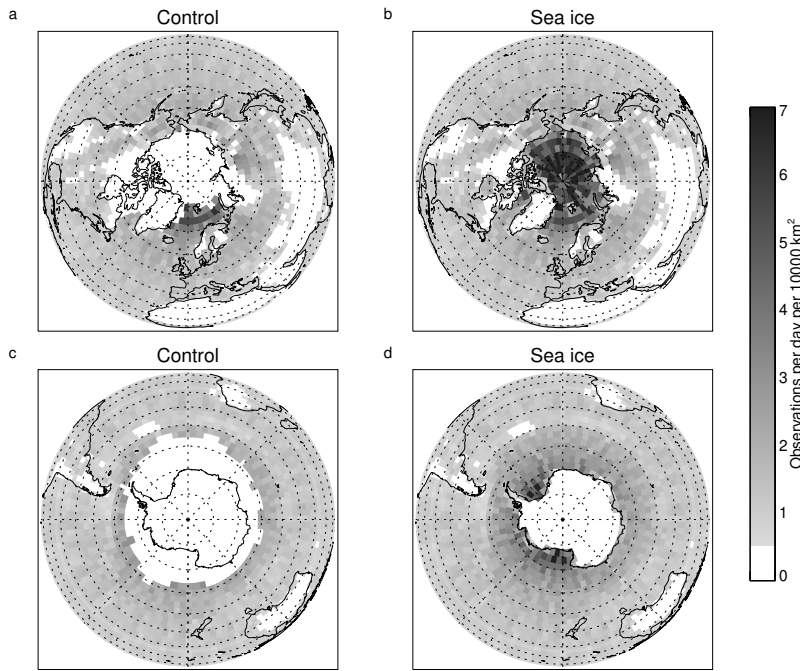 a
Control
b
Sea ice
c
Control
d
Sea ice
7
6
5
4
3
2
1
0
Observations per day per 10000 km²